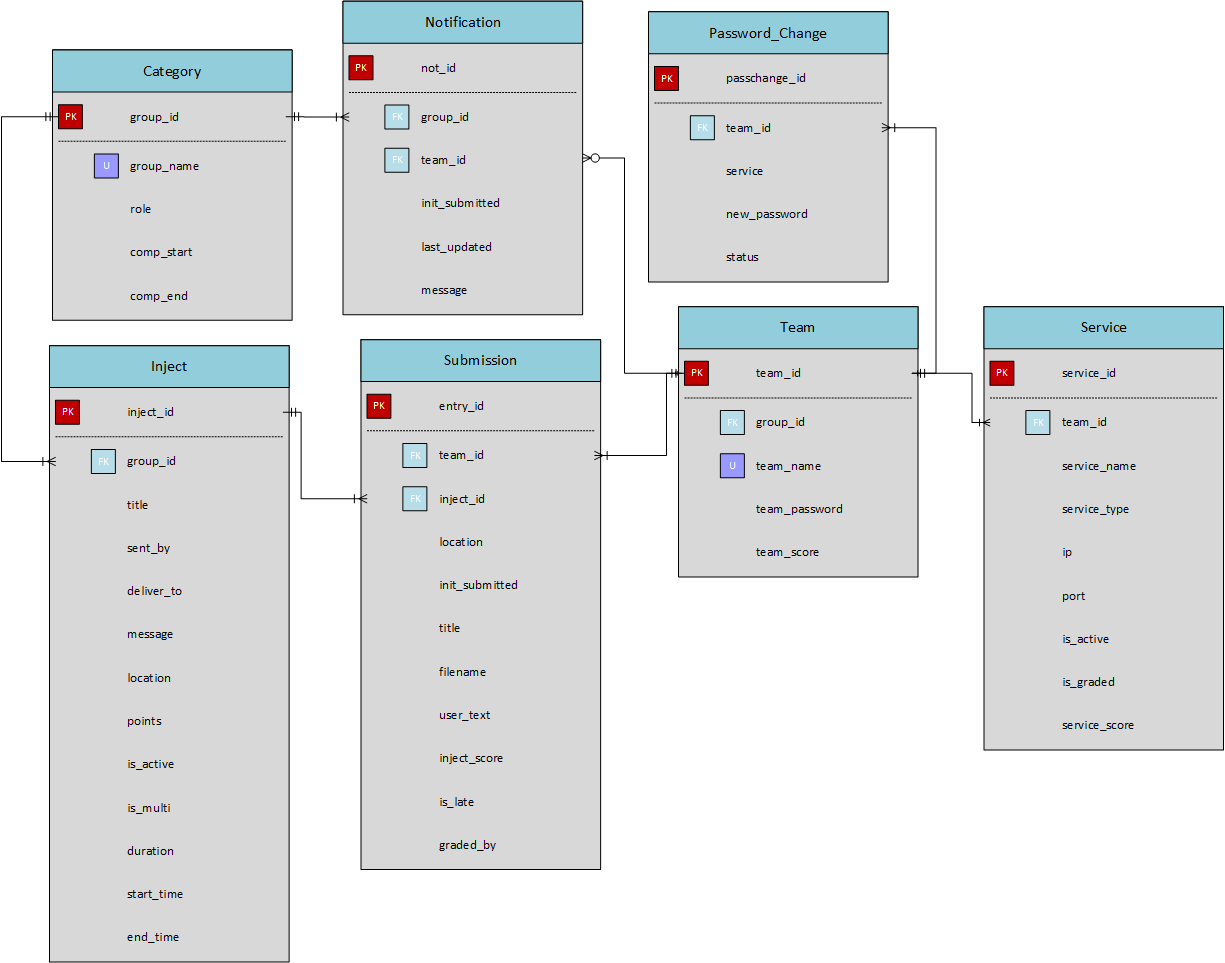 Category
PK group_id
U group_name
role
comp_start
comp_end
Notification
PK not_id
FK group_id
FK team_id
init_submitted
last_updated
message
Password_Change
PK passchange_id
FK team_id
service
new_password
status
Inject
PK inject_id
FK group_id
title
sent_by
deliver_to
message
location
points
is_active
is_multi
duration
start_time
end_time
Submission
PK entry_id
FK team_id
FK inject_id
location
init_submitted
title
filename
user_text
inject_score
is_late
graded_by
Team
PK team_id
FK group_id
U team_name
team_password
team_score
Service
PK service_id
FK team_id
service_name
service_type
ip
port
is_active
is_graded
service_score